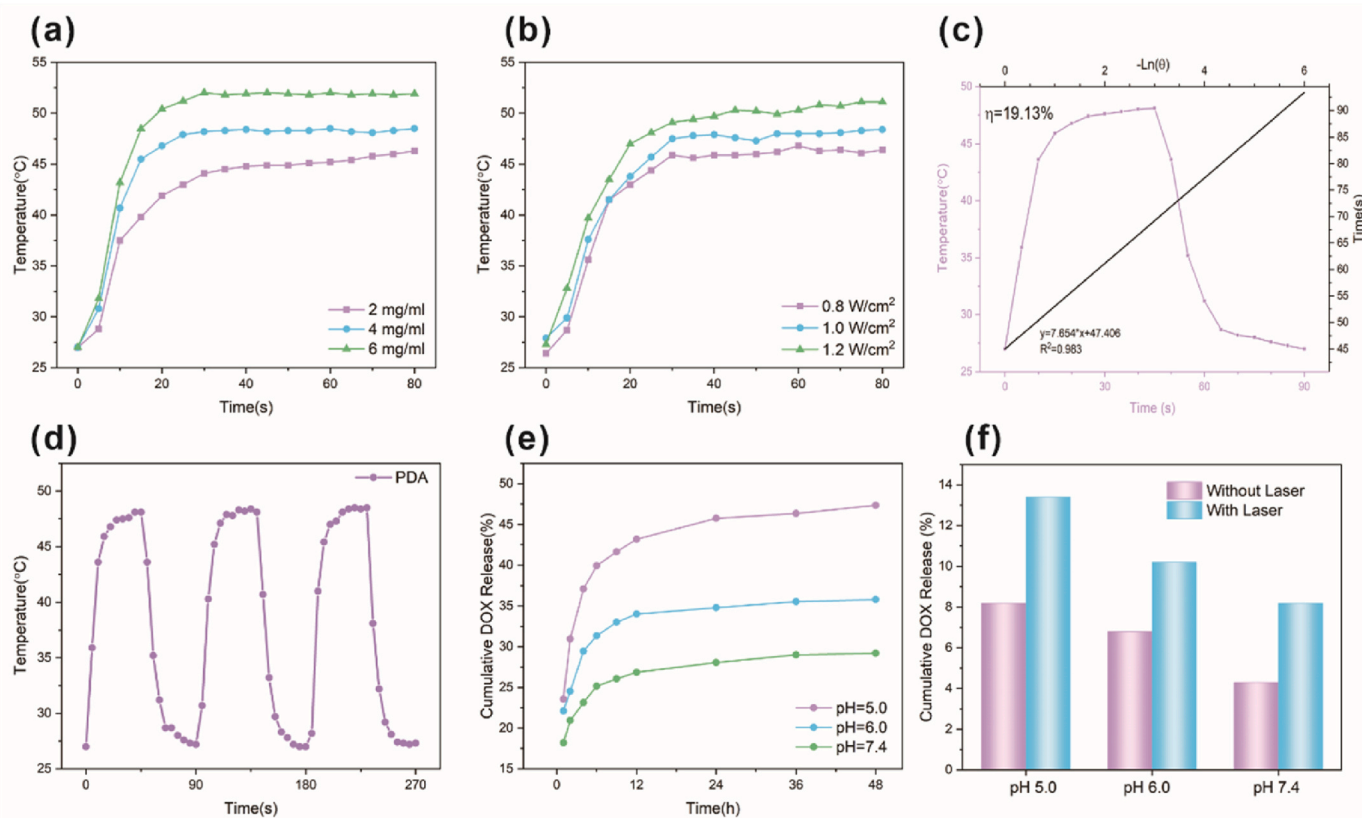 (a)
55
50
45
40
35
30
25
Temperature(°C)
0 20 40 60 80
Time(s)
2 mg/ml
4 mg/ml
6 mg/ml
(b)
55
50
45
40
35
30
25
Temperature(°C)
0 20 40 60 80
Time(s)
0.8 W/cm²
1.0 W/cm²
1.2 W/cm²
(c)
-Ln(θ)
0 2 4 6
50
45
40
35
30
25
Temperature(°C)
η=19.13%
y=7.654*x+47.406
R²=0.983
90
85
80
75
70
65
60
55
50
45
Time(s)
0 30 60 90
Time (s)
(d)
PDA
50
45
40
35
30
25
Temperature(°C)
0 90 180 270
Time(s)
(e)
50
45
40
35
30
25
20
15
Cumulative DOX Release(%)
0 12 24 36 48
Time(h)
pH=5.0
pH=6.0
pH=7.4
(f)
Without Laser
With Laser
14
12
10
8
6
4
2
0
Cumulative DOX Release (%)
pH 5.0 pH 6.0 pH 7.4